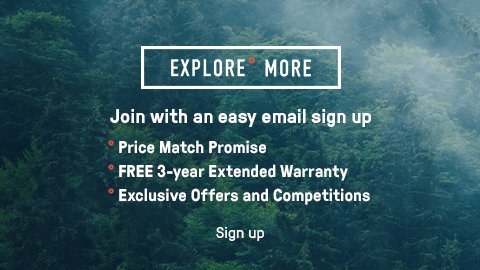 EXPLORE° MORE
Join with an easy email sign up
° Price Match Promise
° FREE 3-year Extended Warranty
° Exclusive Offers and Competitions
Sign up